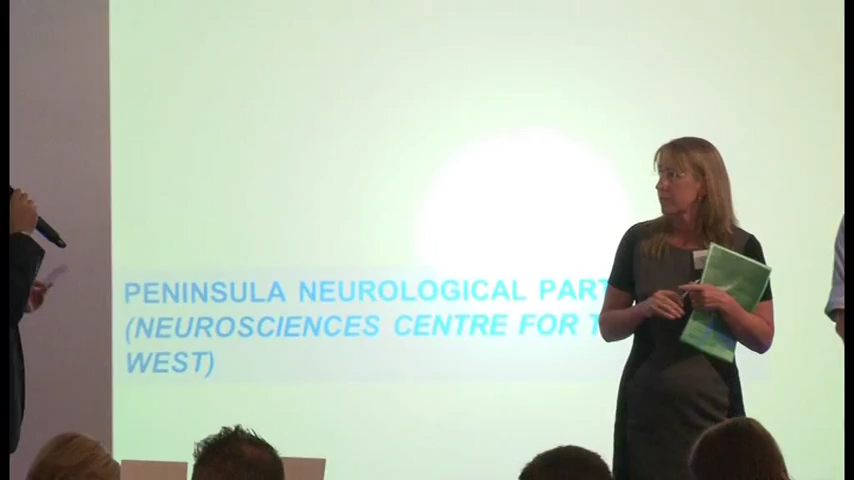 PENINSULA NEUROLOGICAL PART
(NEUROSCIENCES CENTRE FOR T
WEST)